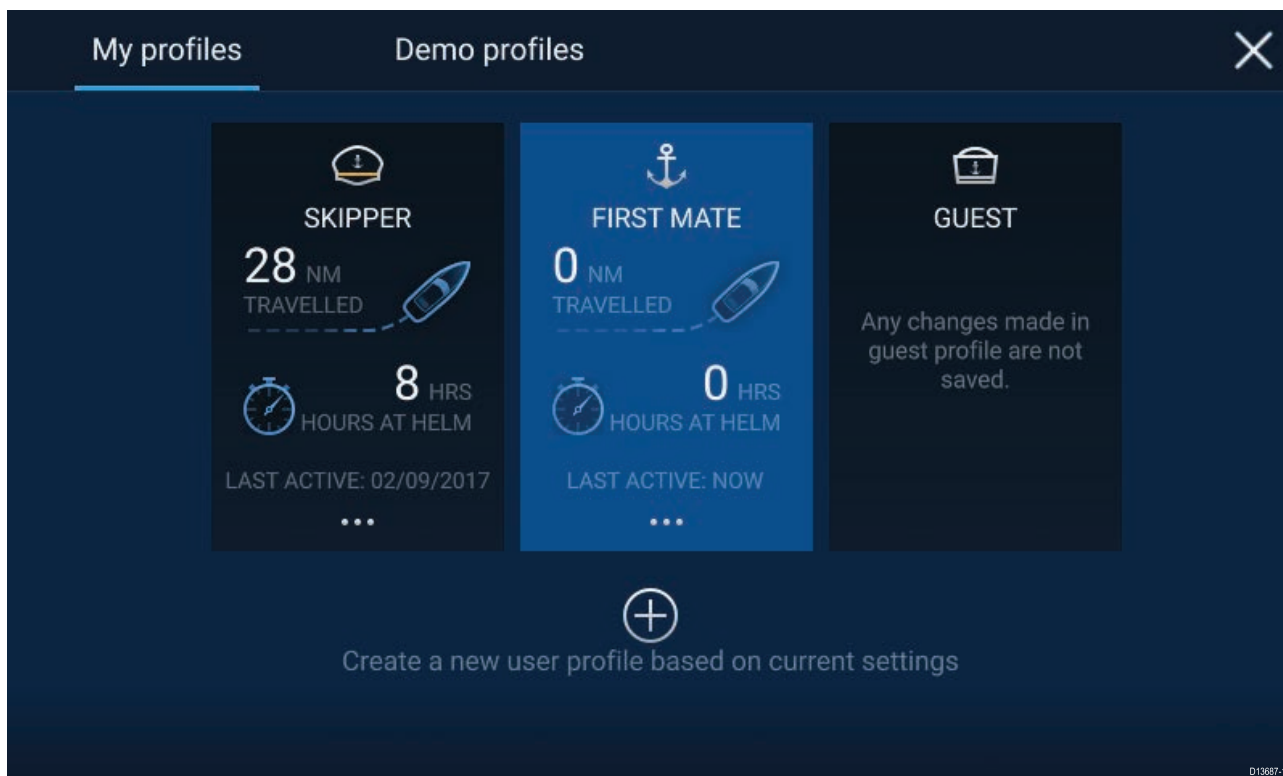 My profiles
Demo profiles
SKIPPER
28 NM
TRAVELLED
8 HRS
HOURS AT HELM
LAST ACTIVE: 02/09/2017
FIRST MATE
0 NM
TRAVELLED
0 HRS
HOURS AT HELM
LAST ACTIVE: NOW
GUEST
Any changes made in
guest profile are not
saved.
Create a new user profile based on current settings